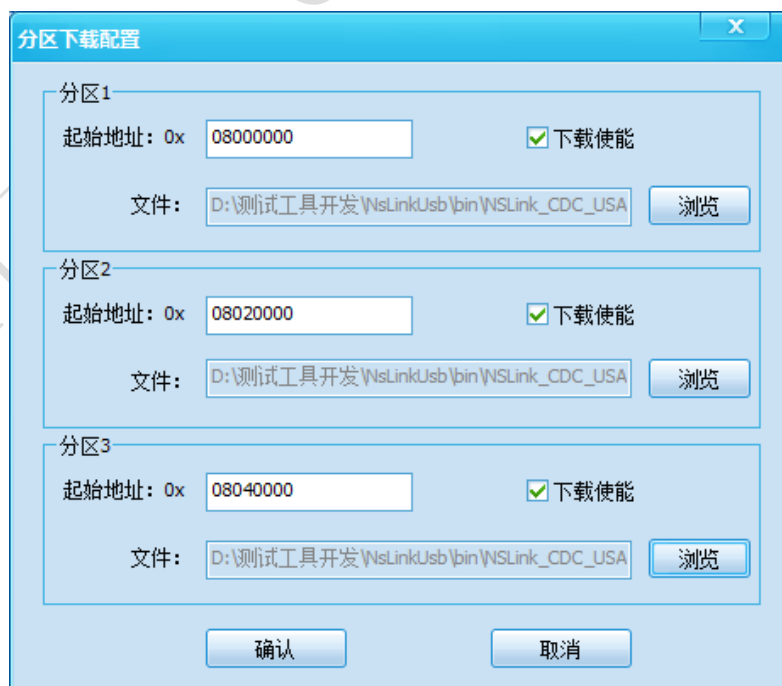 分区下载配置
X
分区1
起始地址: 0x 08000000 下载使能
文件: D:\测试工具开发\NsLinkUsb\bin\NSLink_CDC_USA 浏览
分区2
起始地址: 0x 08020000 下载使能
文件: D:\测试工具开发\NsLinkUsb\bin\NSLink_CDC_USA 浏览
分区3
起始地址: 0x 08040000 下载使能
文件: D:\测试工具开发\NsLinkUsb\bin\NSLink_CDC_USA 浏览
确认 取消